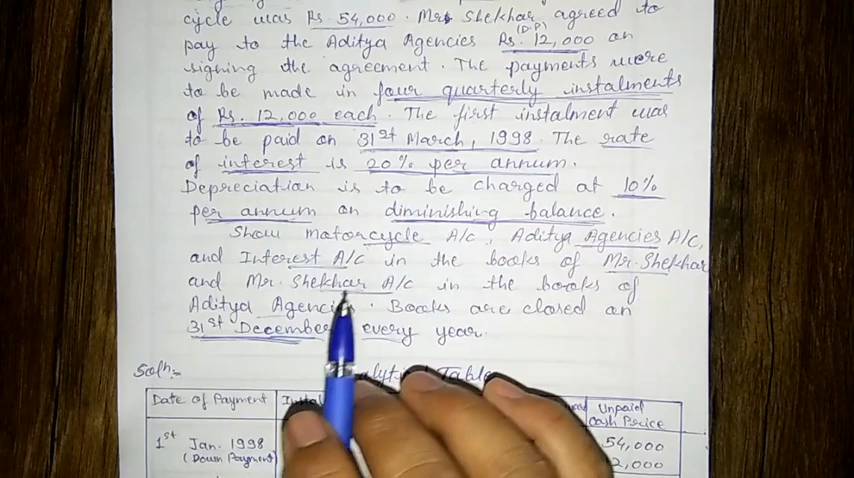 cycle was Rs. 54,000. Mr. Shekhar agreed to
pay to the Aditya Agencies Rs. 12,000 on
(D.P)
signing the agreement. The payments were
to be made in four quarterly instalments
of Rs. 12,000 each. The first instalment was
to be paid on 31st March, 1998. The rate
of interest is 20% per annum.
Depreciation is to be charged at 10%
per annum on diminishing balance.
Show Motorcycle A/C, Aditya Agencies A/C,
and Interest A/C in the books of Mr. Shekhar
and Mr. Shekhar A/C in the books of
Aditya Agencies. Books are closed on
31st December every year.
Soln:- Table
Date of Payment Unpaid Cash Price
1st Jan. 1998 54,000
(Down Payment) 2,000